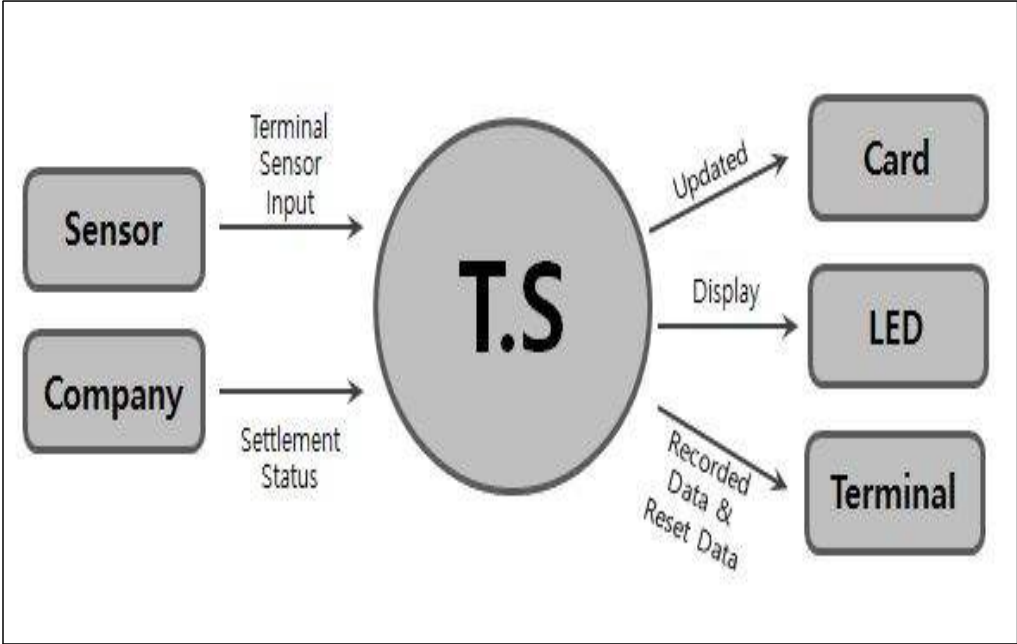 Terminal
Sensor
Input
Sensor
Company
Settlement
Status
T.S
Updated
Card
Display
LED
Recorded
Data &
Reset Data
Terminal